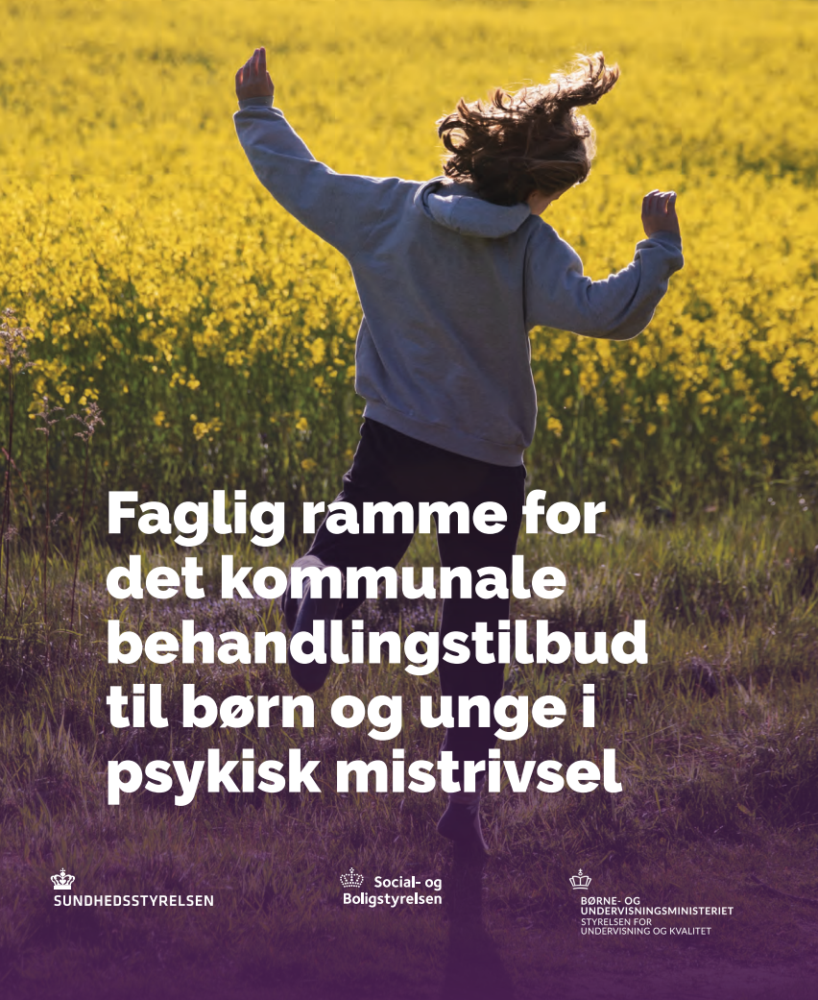 Faglig ramme for
det kommunale
behandlingstilbud
til børn og unge i
psykisk mistrivsel
SUNDHEDSSTYRELSEN
Social- og
Boligstyrelsen
BØRNE- OG
UNDERVISNINGSMINISTERIET
STYRELSEN FOR
UNDERVISNING OG KVALITET